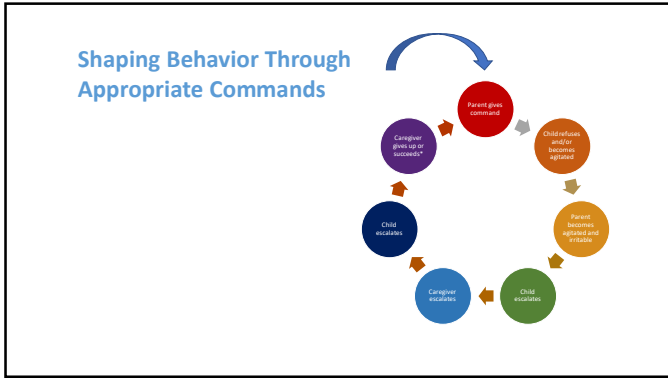 Shaping Behavior Through
Appropriate Commands
Parent gives
command
Child refuses
and/or
becomes
agitated
Parent
becomes
agitated and
irritable
Child
escalates
Caregiver
escalates
Child
escalates
Caregiver
gives up or
succeeds*